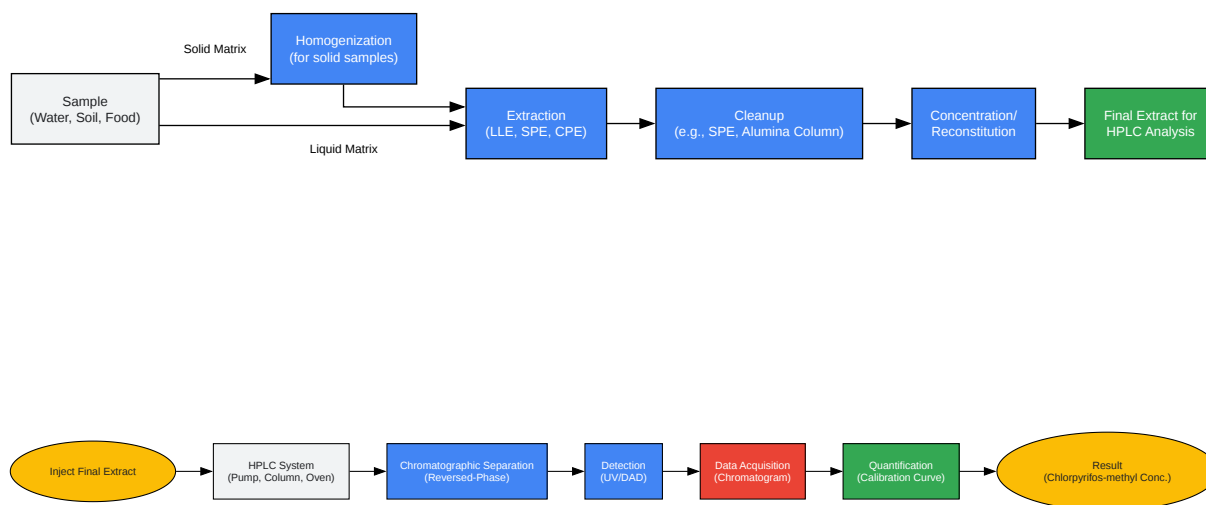 Homogenization
(for solid samples)
Solid Matrix
Sample
(Water, Soil, Food)
Liquid Matrix
Extraction
(LLE, SPE, CPE)
Cleanup
(e.g., SPE, Alumina Column)
Concentration/
Reconstitution
Final Extract for
HPLC Analysis
Inject Final Extract
HPLC System
(Pump, Column, Oven)
Chromatographic Separation
(Reversed-Phase)
Detection
(UV/DAD)
Data Acquisition
(Chromatogram)
Quantification
(Calibration Curve)
Result
(Chlorpyrifos-methyl Conc.)